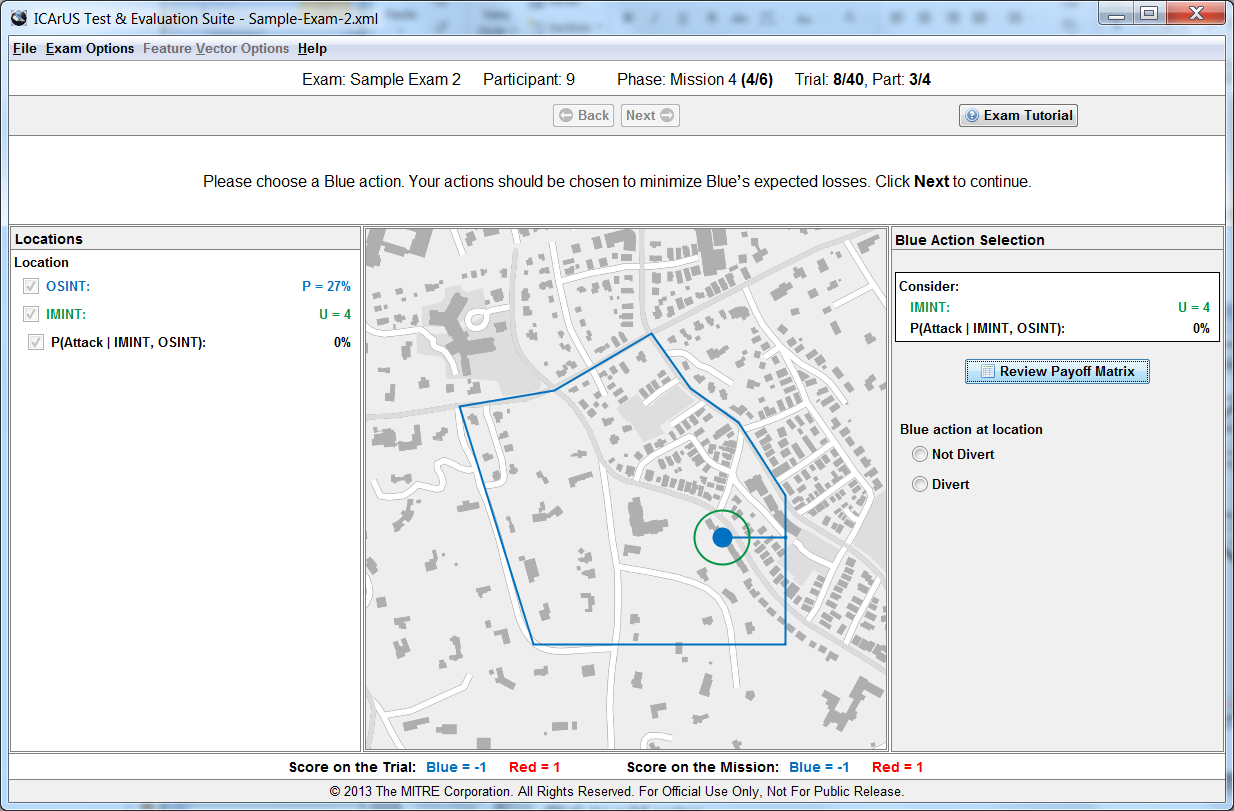 ICArUS Test & Evaluation Suite - Sample-Exam-2.xml
File Exam Options Feature Vector Options Help
Exam: Sample Exam 2 Participant: 9 Phase: Mission 4 (4/6) Trial: 8/40, Part: 3/4
Back Next Exam Tutorial
Please choose a Blue action. Your actions should be chosen to minimize Blue's expected losses. Click Next to continue.
Locations
Location
OSINT: P = 27%
IMINT: U = 4
P(Attack | IMINT, OSINT): 0%
Blue Action Selection
Consider:
IMINT: U = 4
P(Attack | IMINT, OSINT): 0%
Review Payoff Matrix
Blue action at location
Not Divert
Divert
Score on the Trial: Blue = -1 Red = 1 Score on the Mission: Blue = -1 Red = 1
© 2013 The MITRE Corporation. All Rights Reserved. For Official Use Only, Not For Public Release.